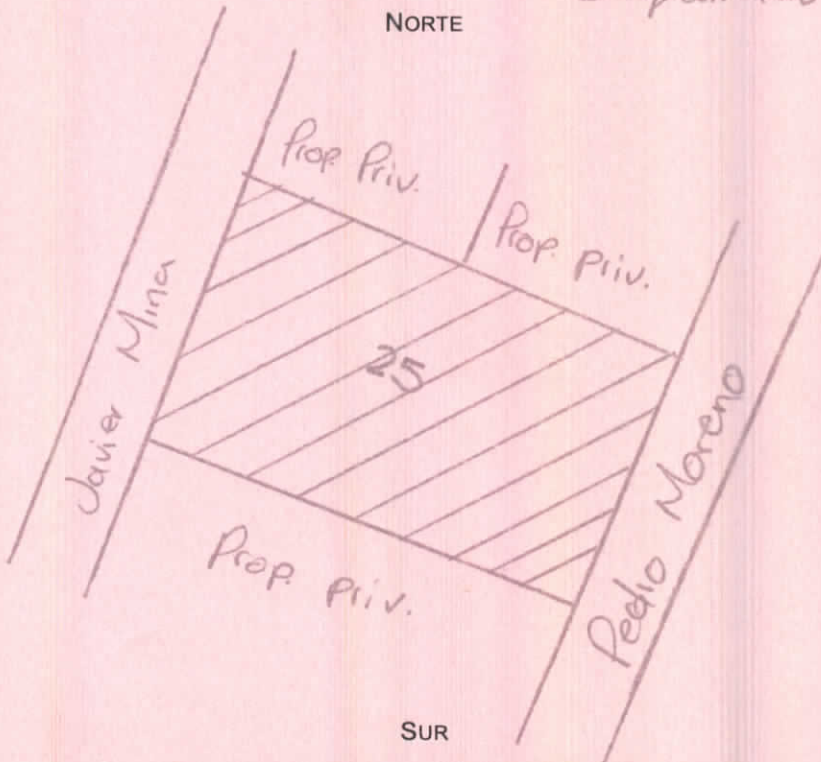 NORTE
Prop. Priv.
Prop. priv.
Javier Mina
25
Pedro Moreno
Prop. priv.
SUR